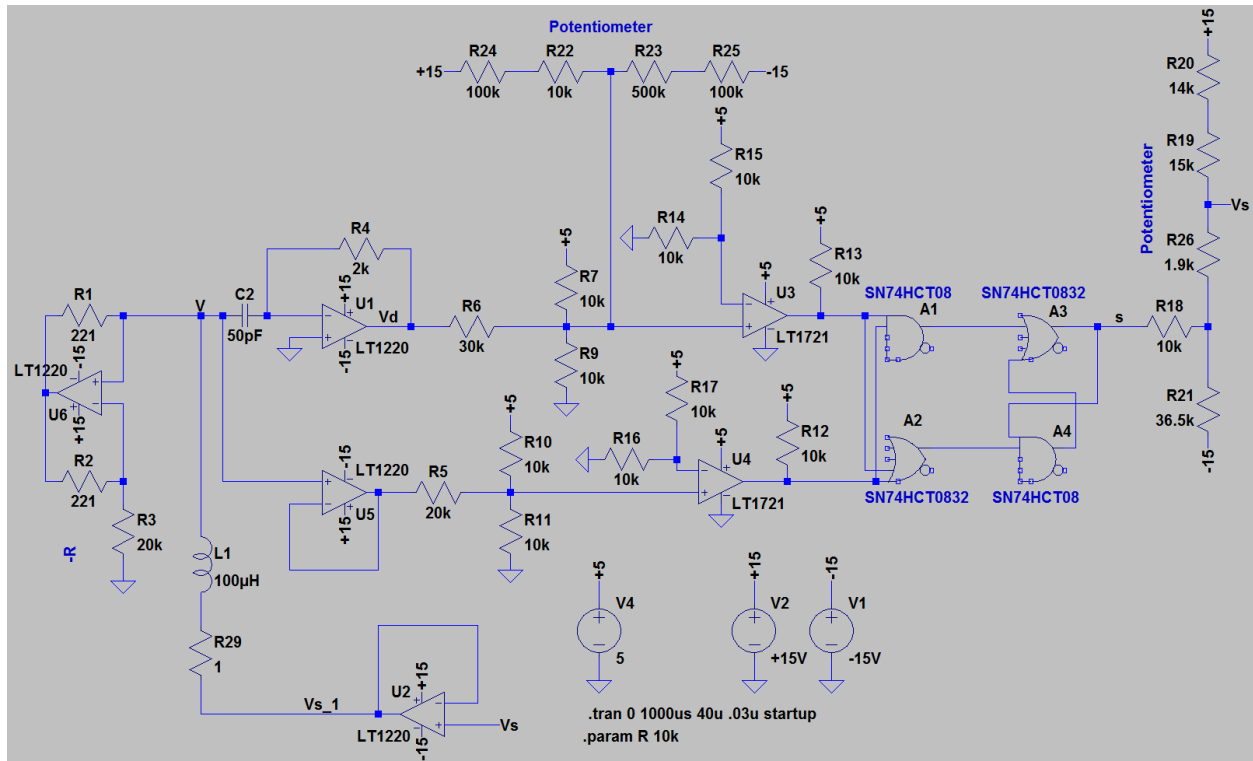 Potentiometer
R24
R22
R23
R25
+15
-15
100k
10k
500k
100k
+5
R15
10k
R14
10k
+15
R20
14k
R19
15k
Potentiometer
Vs
R26
1.9k
R18
10k
R21
36.5k
-15
R4
2k
+5
R7
10k
+5
R13
10k
+5
U3
LT1721
SN74HCT08
A1
SN74HCT0832
A3
s
R1
221
V
C2
50pF
+15
U1
Vd
-15
LT1220
R6
30k
R9
10k
LT1220
-15
U6
+15
R2
221
R3
20k
-R
-15
LT1220
U5
+15
R5
20k
+5
R10
10k
R11
10k
+5
R17
10k
R16
10k
+5
U4
LT1721
+5
R12
10k
A2
SN74HCT0832
A4
SN74HCT08
L1
100µH
R29
1
Vs_1
U2
+15
LT1220
-15
Vs
+5
V4
5
+15
V2
+15V
-15
V1
-15V
.tran 0 1000us 40u .03u startup
.param R 10k